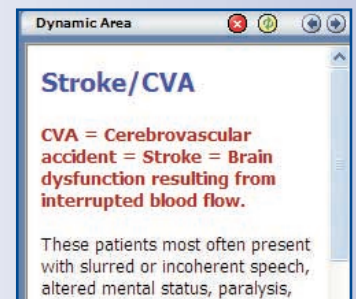 Dynamic Area
Stroke/CVA
CVA = Cerebrovascular
accident = Stroke = Brain
dysfunction resulting from
interrupted blood flow.
These patients most often present
with slurred or incoherent speech,
altered mental status, paralysis,